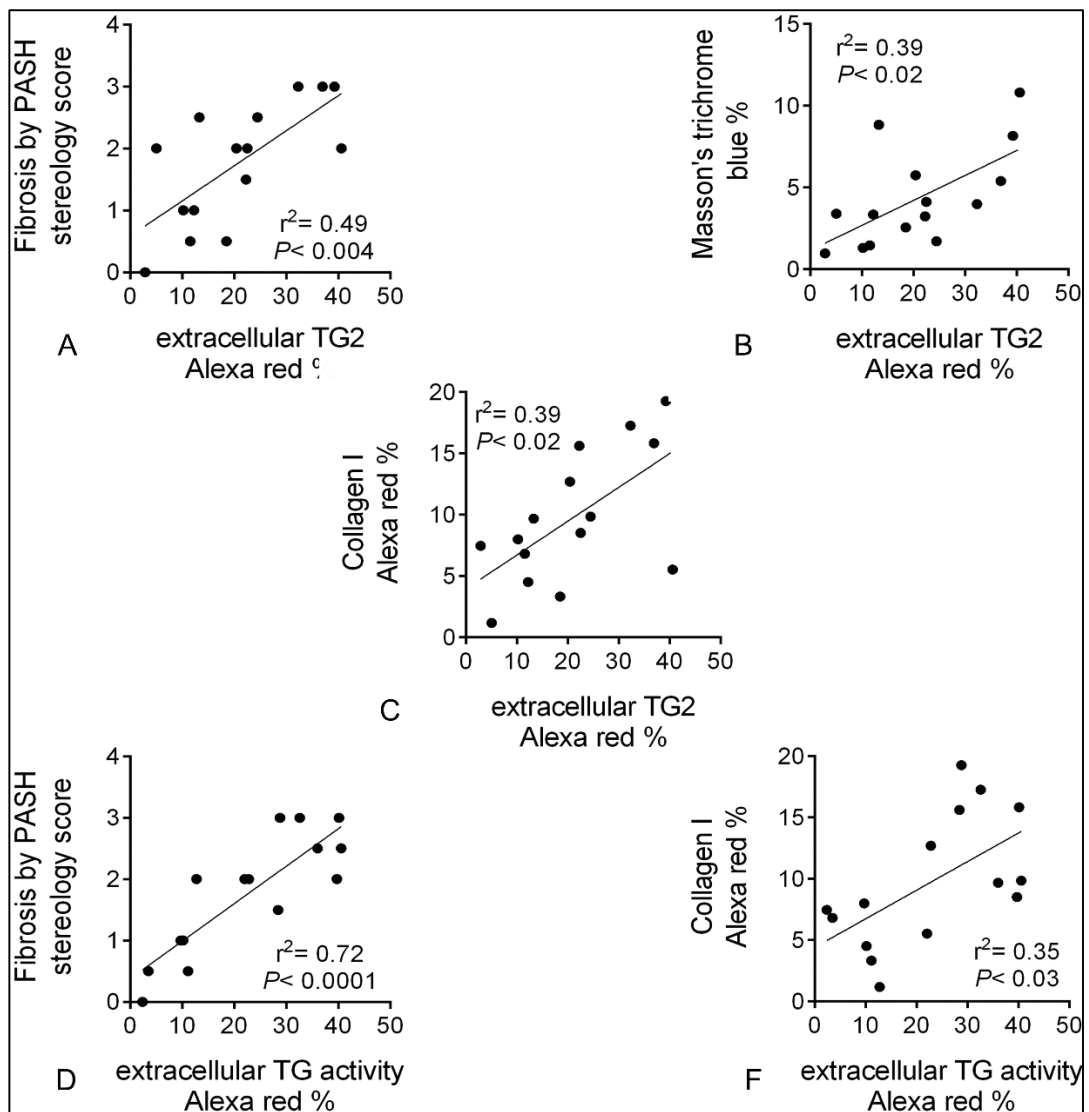 Fibrosis by PASH
stereology score
4
3
2
1
0
r²= 0.49
P< 0.004
0 10 20 30 40 50
A
extracellular TG2
Alexa red %
Masson's trichrome
blue %
15
10
5
0
r²= 0.39
P< 0.02
0 10 20 30 40 50
B
extracellular TG2
Alexa red %
Collagen I
Alexa red %
20
15
10
5
0
r²= 0.39
P< 0.02
0 10 20 30 40 50
C
extracellular TG2
Alexa red %
Fibrosis by PASH
stereology score
4
3
2
1
0
r²= 0.72
P< 0.0001
0 10 20 30 40 50
D
extracellular TG activity
Alexa red %
Collagen I
Alexa red %
20
15
10
5
0
r²= 0.35
P< 0.03
0 10 20 30 40 50
F
extracellular TG activity
Alexa red %